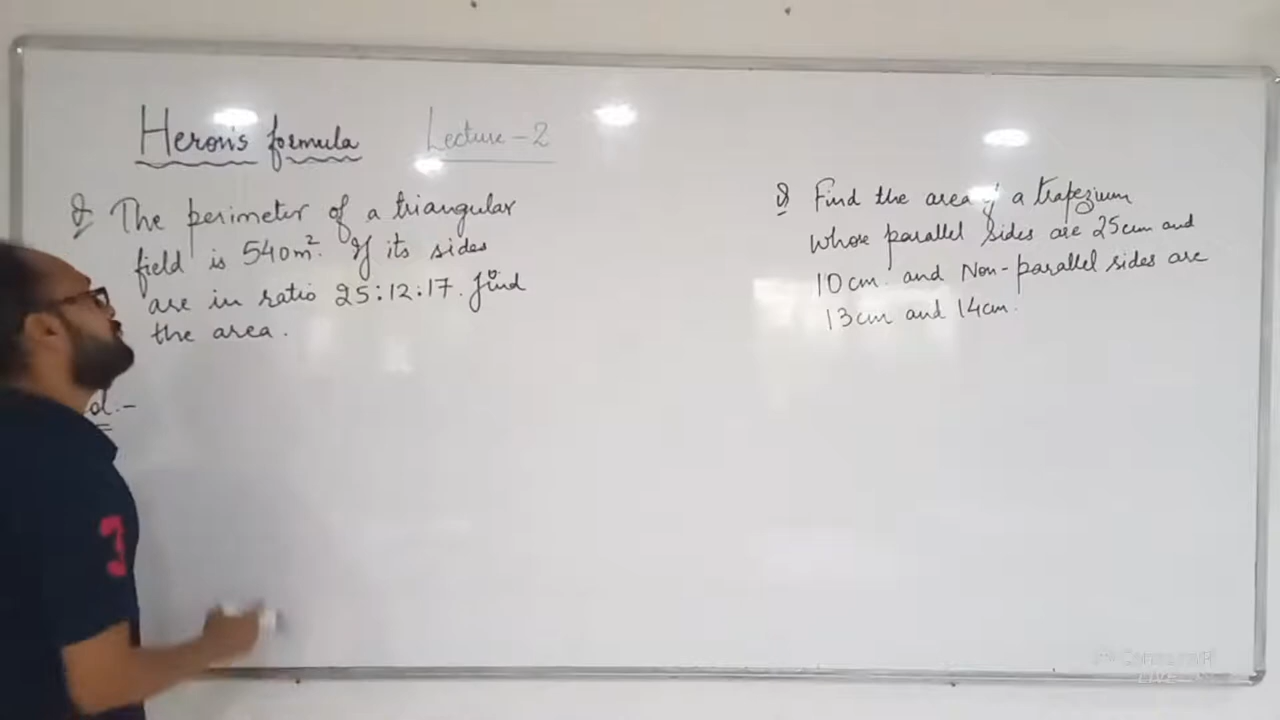 Heron's formula Lecture-2
Q The perimeter of a triangular
field is 540m². If its sides
are in ratio 25:12:17. find
the area.
Q Find the area of a trapezium
whose parallel sides are 25cm and
10cm. and Non-parallel sides are
13cm and 14cm.
3
LIVE